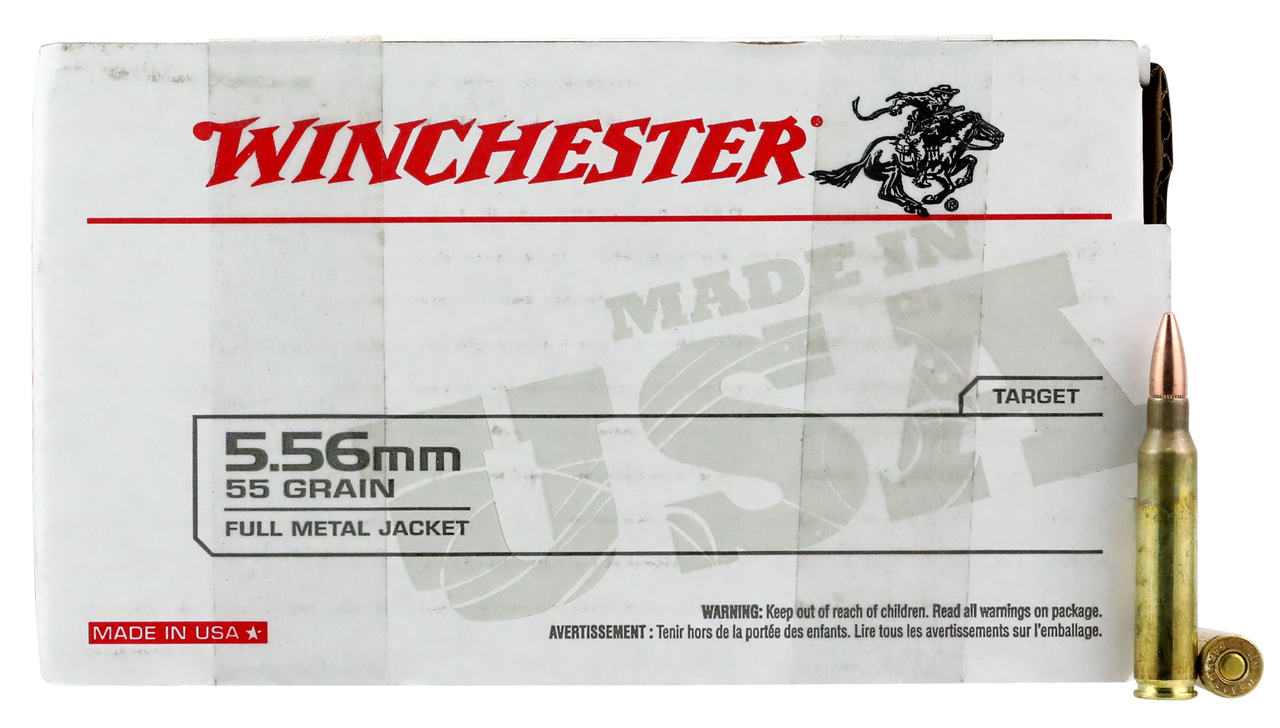 WINCHESTER®
®
MADE IN
USA
TARGET
5.56mm
55 GRAIN
FULL METAL JACKET
WARNING: Keep out of reach of children. Read all warnings on package.
AVERTISSEMENT : Tenir hors de la portée des enfants. Lire tous les avertissements sur l'emballage.
MADE IN USA